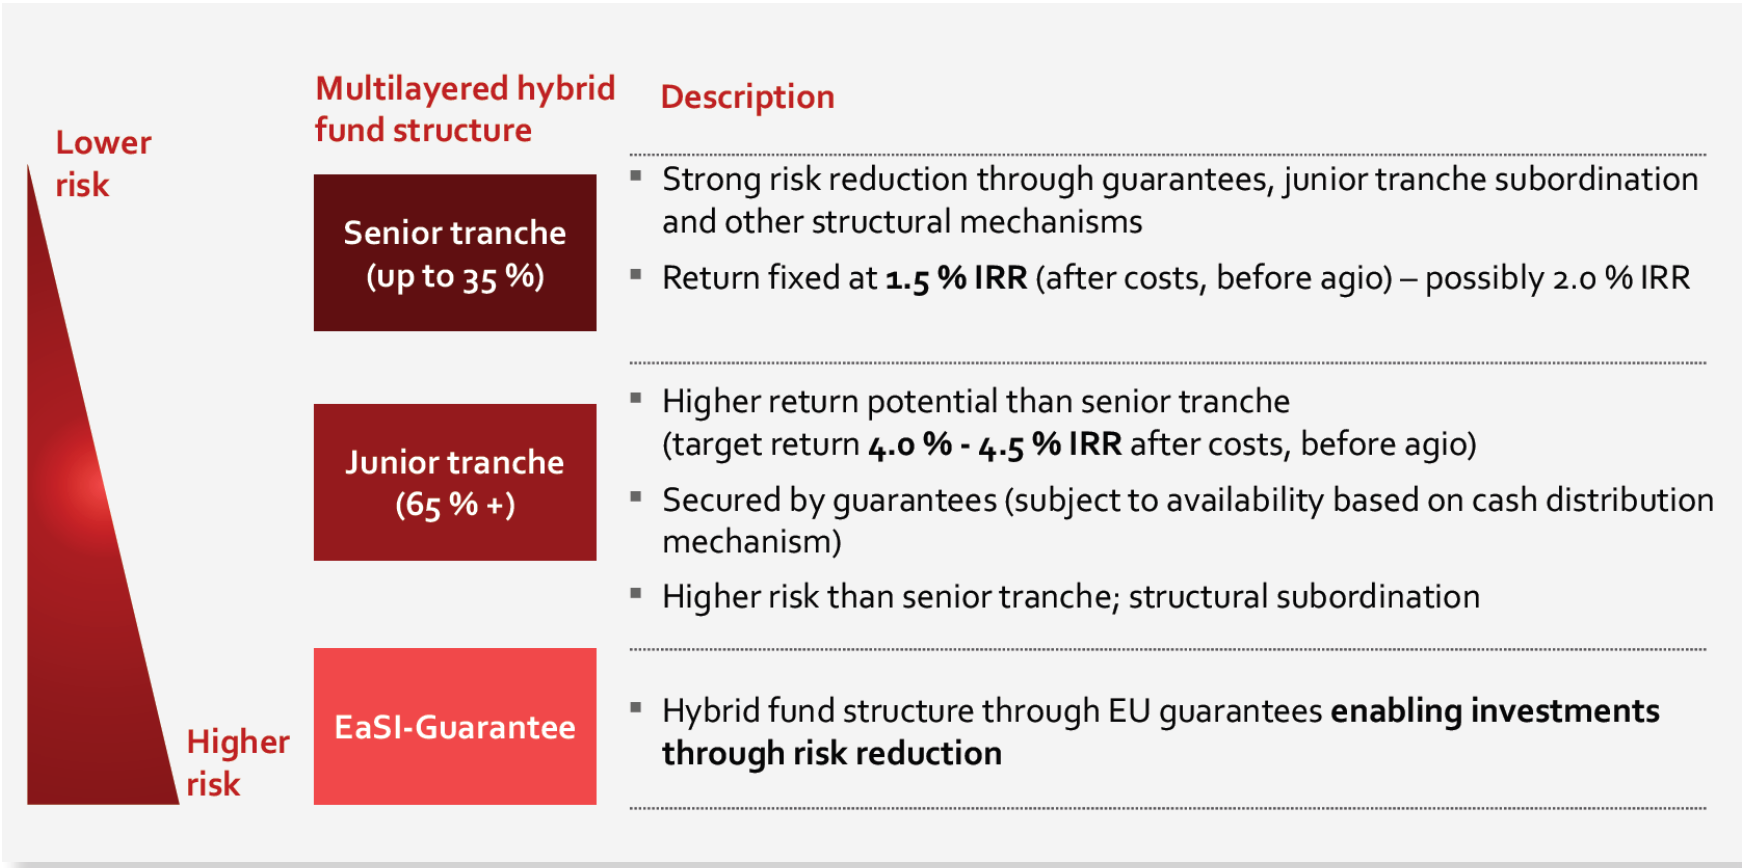 Multilayered hybrid
fund structure
Description
Lower
risk
Senior tranche
(up to 35 %)
▪ Strong risk reduction through guarantees, junior tranche subordination
and other structural mechanisms
▪ Return fixed at 1.5 % IRR (after costs, before agio) – possibly 2.0 % IRR
Junior tranche
(65 % +)
▪ Higher return potential than senior tranche
(target return 4.0 % - 4.5 % IRR after costs, before agio)
▪ Secured by guarantees (subject to availability based on cash distribution
mechanism)
▪ Higher risk than senior tranche; structural subordination
Higher
risk
EaSI-Guarantee
▪ Hybrid fund structure through EU guarantees enabling investments
through risk reduction